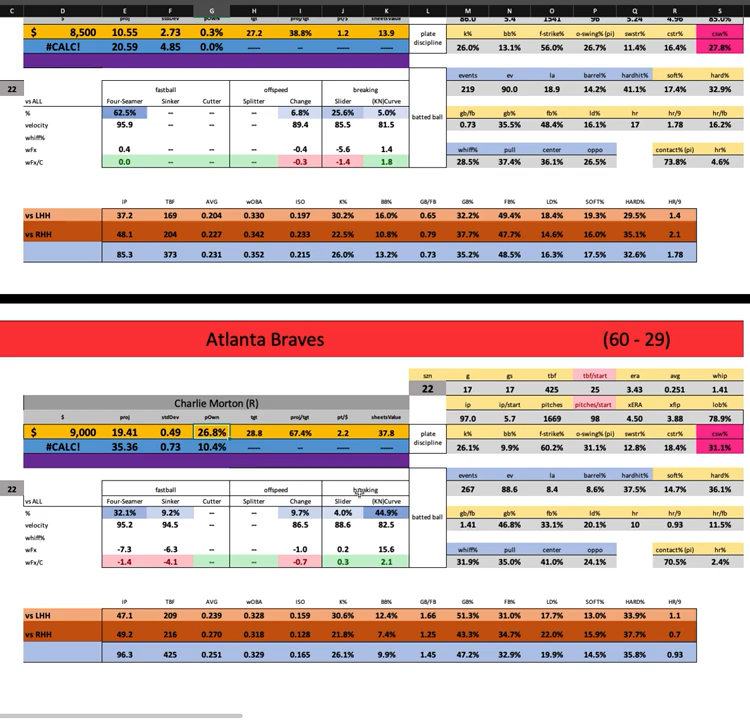 C D E F G H I J K L M N O P Q R S
$ proj stdDev pOwn tgt proj/tgt pt/$ sheetsValue 86.0 5.4 1541 96 5.24 4.96 85.0%
$ 8,500 10.55 2.73 0.3% 27.2 38.8% 1.2 13.9 plate discipline k% bb% f-strike% o-swing% (pi) swstr% cstr% csw%
#CALC! 20.59 4.85 0.0% ---- -- ---- 26.0% 13.1% 56.0% 26.7% 11.4% 16.4% 27.8%
events ev la barrel% hardhit% soft% hard%
22 fastball offspeed breaking 219 90.0 18.9 14.2% 41.1% 17.4% 32.9%
vs ALL Four-Seamer Sinker Cutter Splitter Change Slider (KN)Curve
% 62.5% -- -- -- 6.8% 25.6% 5.0% batted ball gb/fb gb% fb% ld% hr hr/9 hr/fb
velocity 95.9 -- -- -- 89.4 85.5 81.5 0.73 35.5% 48.4% 16.1% 17 1.78 16.2%
whiff%
wFx 0.4 -- -- -- -0.4 -5.6 1.4 whiff% pull center oppo contact% (pi) hr%
wFx/C 0.0 -- -- -- -0.3 -1.4 1.8 28.5% 37.4% 36.1% 26.5% 73.8% 4.6%
IP TBF AVG wOBA ISO K% BB% GB/FB GB% FB% LD% SOFT% HARD% HR/9
vs LHH 37.2 169 0.204 0.330 0.197 30.2% 16.0% 0.65 32.2% 49.4% 18.4% 19.3% 29.5% 1.4
vs RHH 48.1 204 0.227 0.342 0.233 22.5% 10.8% 0.79 37.7% 47.7% 14.6% 16.0% 35.1% 2.1
85.3 373 0.231 0.352 0.215 26.0% 13.2% 0.73 35.2% 48.5% 16.3% 17.5% 32.6% 1.78
Atlanta Braves (60 - 29)
szn g gs tbf tbf/start era avg whip
22 17 17 425 25 3.43 0.251 1.41
Charlie Morton (R) ip ip/start pitches pitches/start xERA xfip lob%
$ proj stdDev pOwn tgt proj/tgt pt/$ sheetsValue 97.0 5.7 1669 98 4.50 3.88 78.9%
$ 9,000 19.41 0.49 26.8% 28.8 67.4% 2.2 37.8 plate discipline k% bb% f-strike% o-swing% (pi) swstr% cstr% csw%
#CALC! 35.36 0.73 10.4% ---- -- ---- 26.1% 9.9% 60.2% 31.1% 12.8% 18.4% 31.1%
events ev la barrel% hardhit% soft% hard%
22 fastball offspeed breaking 267 88.6 8.4 8.6% 37.5% 14.7% 36.1%
vs ALL Four-Seamer Sinker Cutter Splitter Change Slider (KN)Curve
% 32.1% 9.2% -- -- 9.7% 4.0% 44.9% batted ball gb/fb gb% fb% ld% hr hr/9 hr/fb
velocity 95.2 94.5 -- -- 86.5 88.6 82.5 1.41 46.8% 33.1% 20.1% 10 0.93 11.5%
whiff%
wFx -7.3 -6.3 -- -- -1.0 0.2 15.6 whiff% pull center oppo contact% (pi) hr%
wFx/C -1.4 -4.1 -- -- -0.7 0.3 2.1 31.9% 35.0% 41.0% 24.1% 70.5% 2.4%
IP TBF AVG wOBA ISO K% BB% GB/FB GB% FB% LD% SOFT% HARD% HR/9
vs LHH 47.1 209 0.239 0.328 0.159 30.6% 12.4% 1.66 51.3% 31.0% 17.7% 13.0% 33.9% 1.1
vs RHH 49.2 216 0.270 0.318 0.128 21.8% 7.4% 1.25 43.3% 34.7% 22.0% 15.9% 37.7% 0.7
96.3 425 0.251 0.329 0.165 26.1% 9.9% 1.45 47.2% 32.9% 19.9% 14.5% 35.8% 0.93